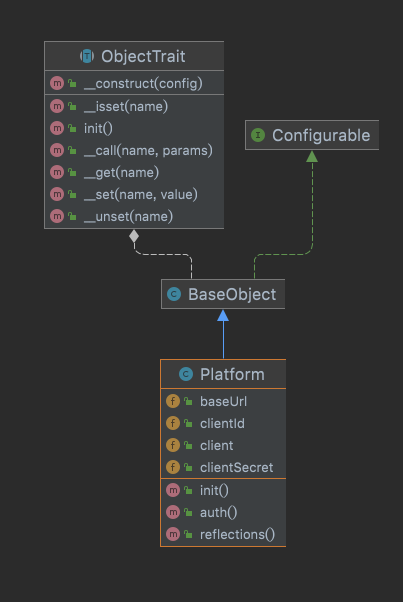 T ObjectTrait
m __construct(config)
m __isset(name)
m init()
m __call(name, params)
m __get(name)
m __set(name, value)
m __unset(name)
I Configurable
C BaseObject
C Platform
f baseUrl
f clientId
f client
f clientSecret
m init()
m auth()
m reflections()